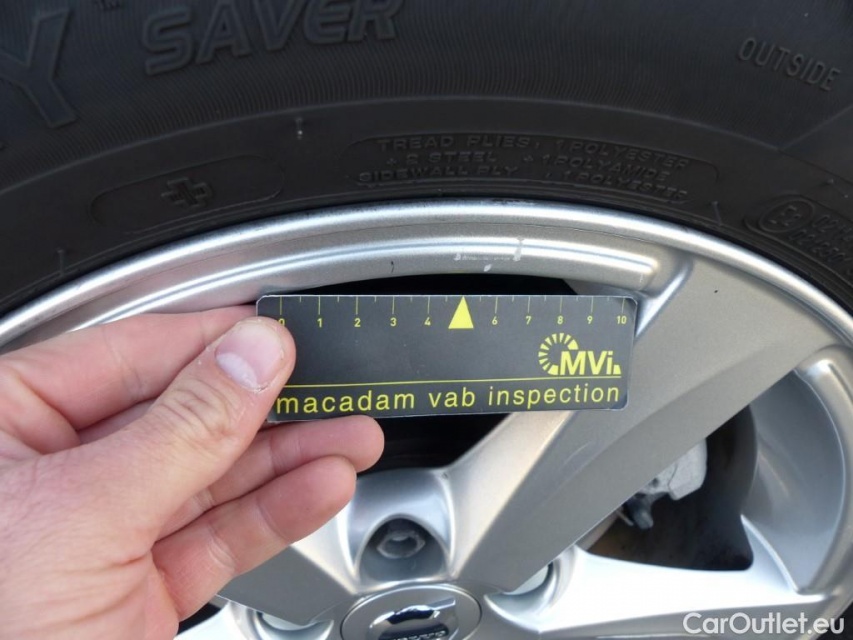 Y SAVER
OUTSIDE
TREAD PLIES: 1 POLYESTER
+ 2 STEEL + 1 POLYAMIDE
SIDEWALL PLY : 1 POLYESTER
0 1 2 3 4 6 7 8 9 10
MVi
macadam vab inspection
CarOutlet.eu